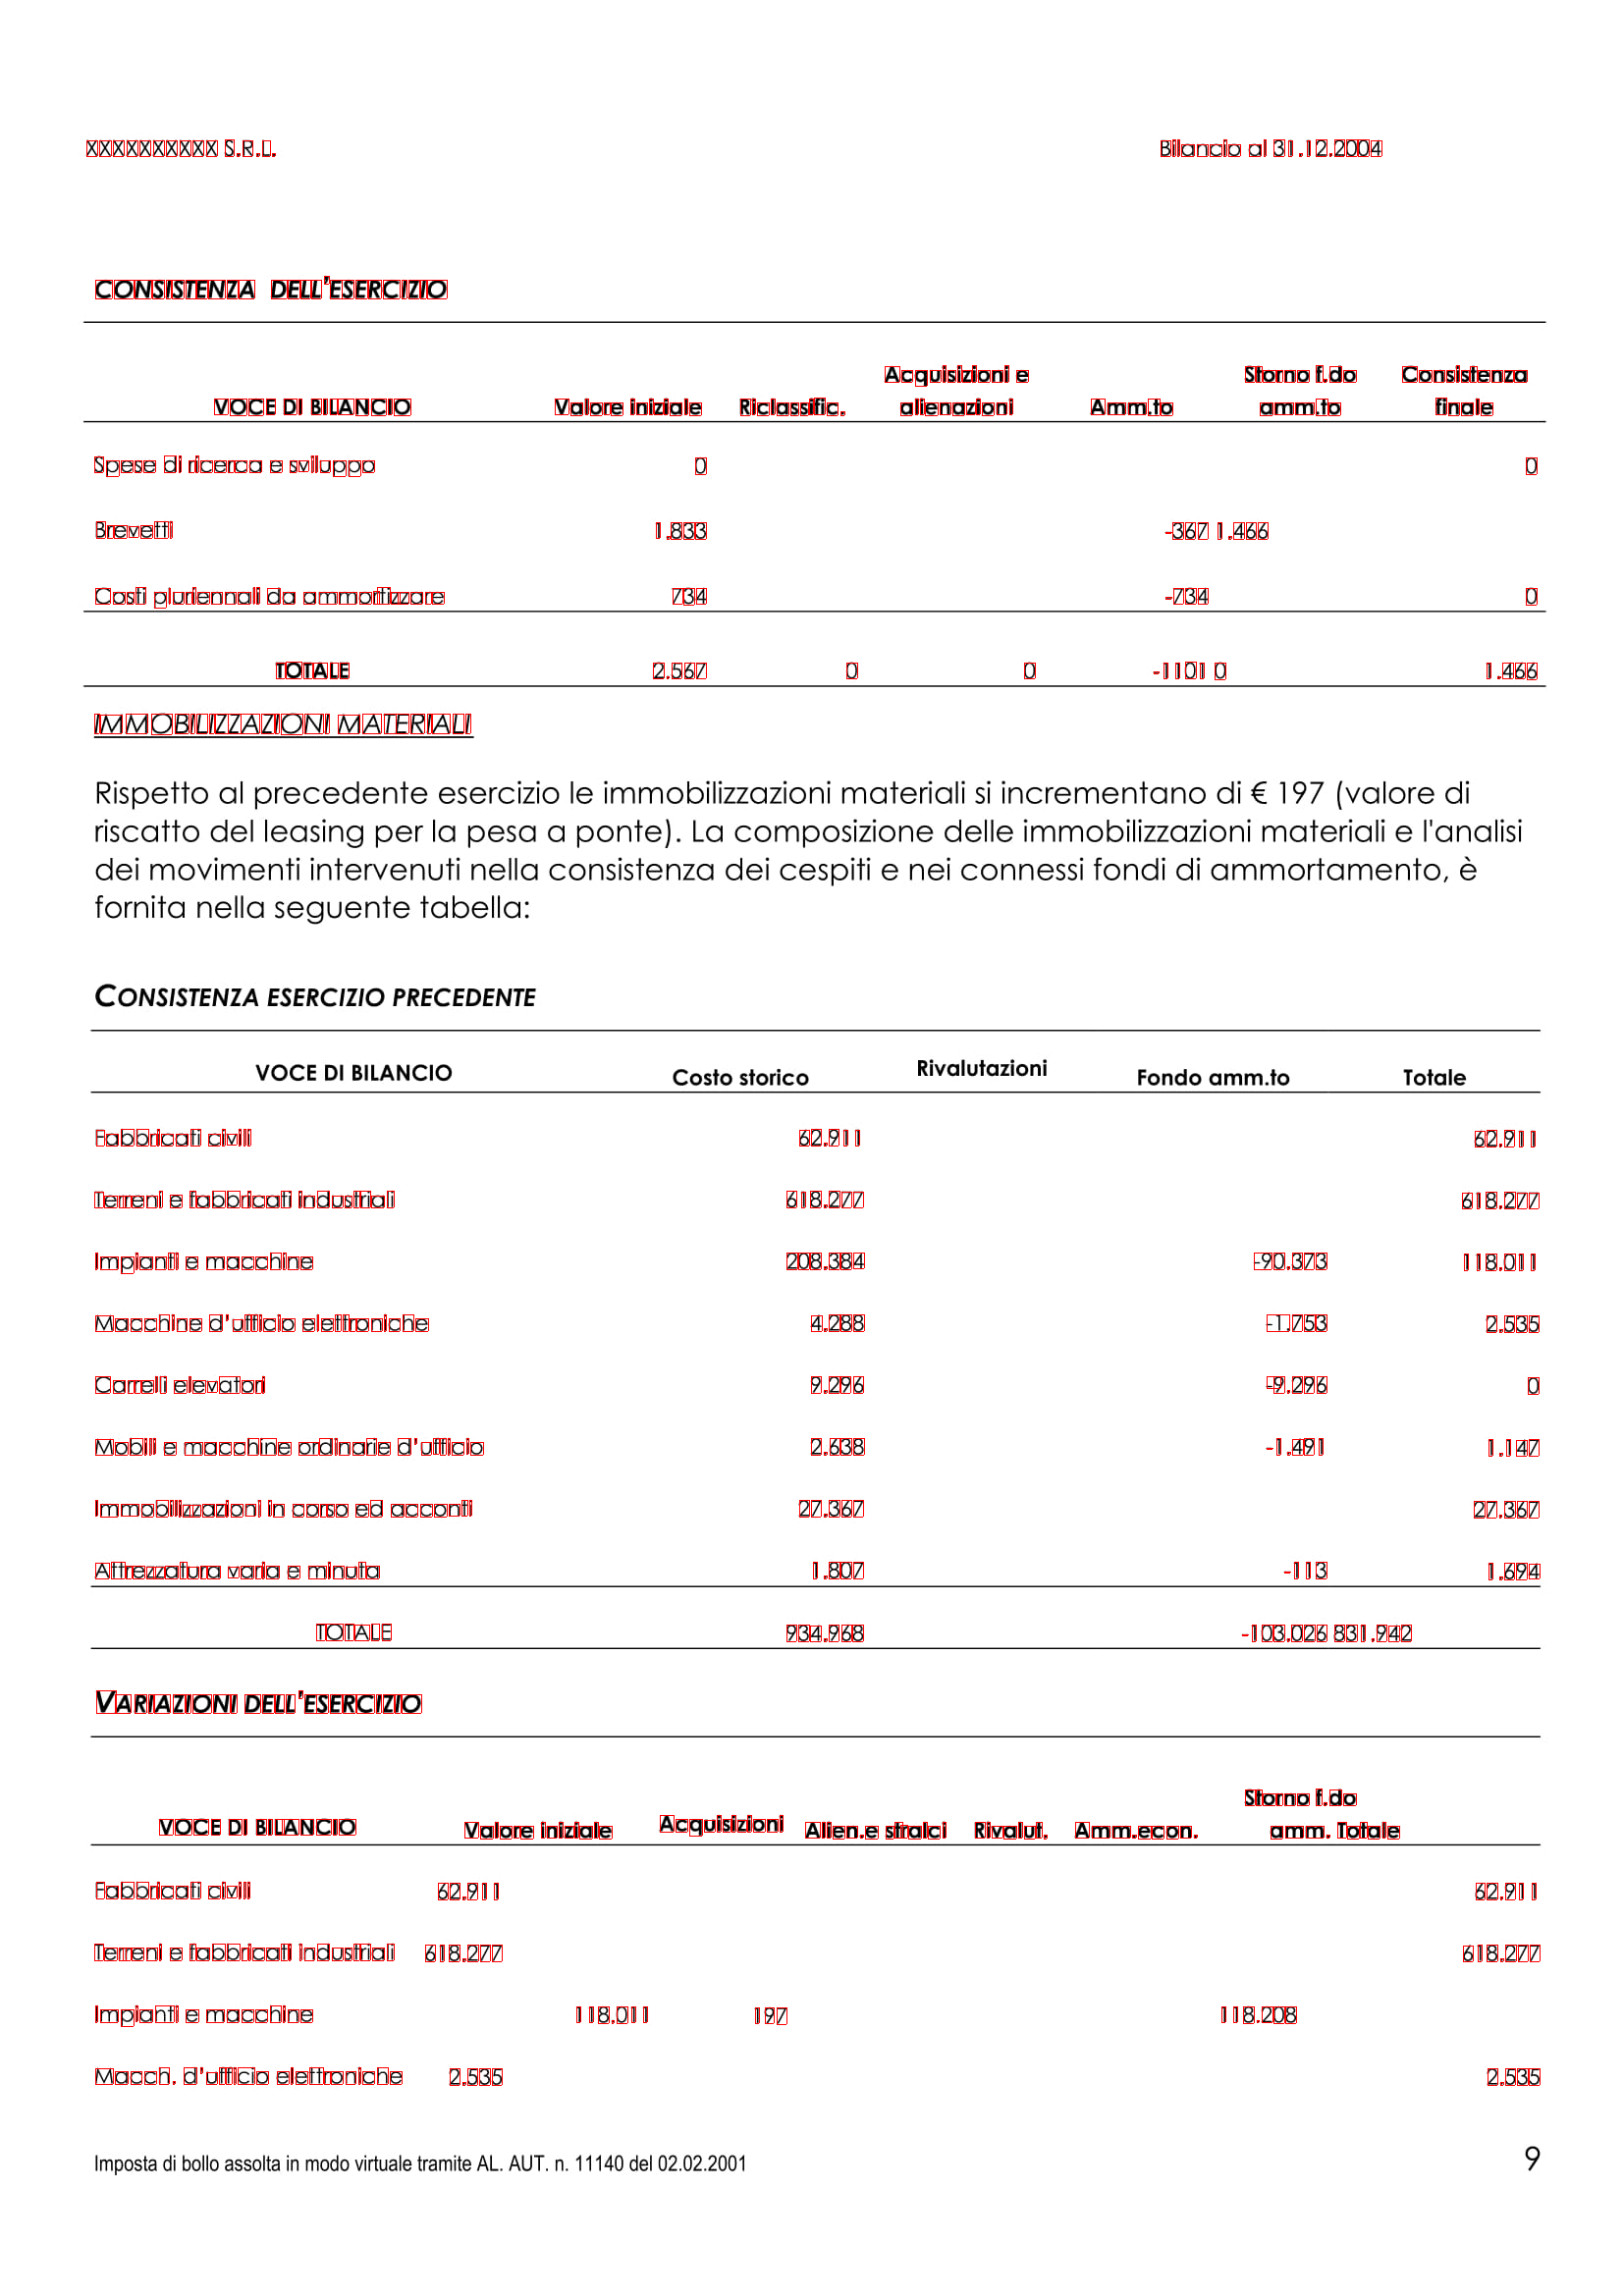 XXXXXXXXXX S.R.L. Bilancio al 31.12.2004
CONSISTENZA DELL'ESERCIZIO
Acquisizioni e Storno f.do Consistenza
VOCE DI BILANCIO Valore iniziale Riclassific. alienazioni Amm.to amm.to finale
Spese di ricerca e sviluppo 0 0
Brevetti 1.833 -367 1.466
Costi pluriennali da ammortizzare 734 -734 0
TOTALE 2.567 0 0 -1101 0 1.466
IMMOBILIZZAZIONI MATERIALI
Rispetto al precedente esercizio le immobilizzazioni materiali si incrementano di € 197 (valore di
riscatto del leasing per la pesa a ponte). La composizione delle immobilizzazioni materiali e l'analisi
dei movimenti intervenuti nella consistenza dei cespiti e nei connessi fondi di ammortamento, è
fornita nella seguente tabella:
CONSISTENZA ESERCIZIO PRECEDENTE
VOCE DI BILANCIO Costo storico Rivalutazioni Fondo amm.to Totale
Fabbricati civili 62.911 62.911
Terreni e fabbricati industriali 618.277 618.277
Impianti e macchine 208.384 -90.373 118.011
Macchine d'ufficio elettroniche 4.288 -1.753 2.535
Carrelli elevatori 9.296 -9.296 0
Mobili e macchine ordinarie d'ufficio 2.638 -1.491 1.147
Immobilizzazioni in corso ed acconti 27.367 27.367
Attrezzatura varia e minuta 1.807 -113 1.694
TOTALE 934.968 -103.026 831.942
VARIAZIONI DELL'ESERCIZIO
Storno f.do
VOCE DI BILANCIO Valore iniziale Acquisizioni Alien.e stralci Rivalut. Amm.econ. amm. Totale
Fabbricati civili 62.911 62.911
Terreni e fabbricati industriali 618.277 618.277
Impianti e macchine 118.011 197 118.208
Macch. d'ufficio elettroniche 2.535 2.535
Imposta di bollo assolta in modo virtuale tramite AL. AUT. n. 11140 del 02.02.2001 9